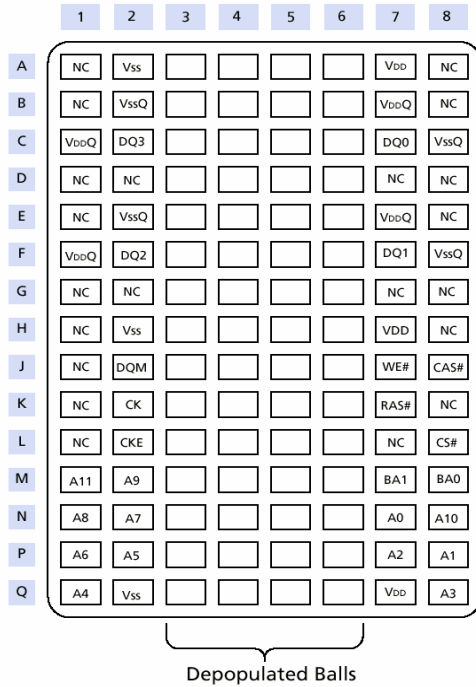 1 2 3 4 5 6 7 8
A NC Vss VDD NC
B NC VssQ VDDQ NC
C VDDQ DQ3 DQ0 VssQ
D NC NC NC NC
E NC VssQ VDDQ NC
F VDDQ DQ2 DQ1 VssQ
G NC NC NC NC
H NC Vss VDD NC
J NC DQM WE# CAS#
K NC CK RAS# NC
L NC CKE NC CS#
M A11 A9 BA1 BA0
N A8 A7 A0 A10
P A6 A5 A2 A1
Q A4 Vss VDD A3
Depopulated Balls